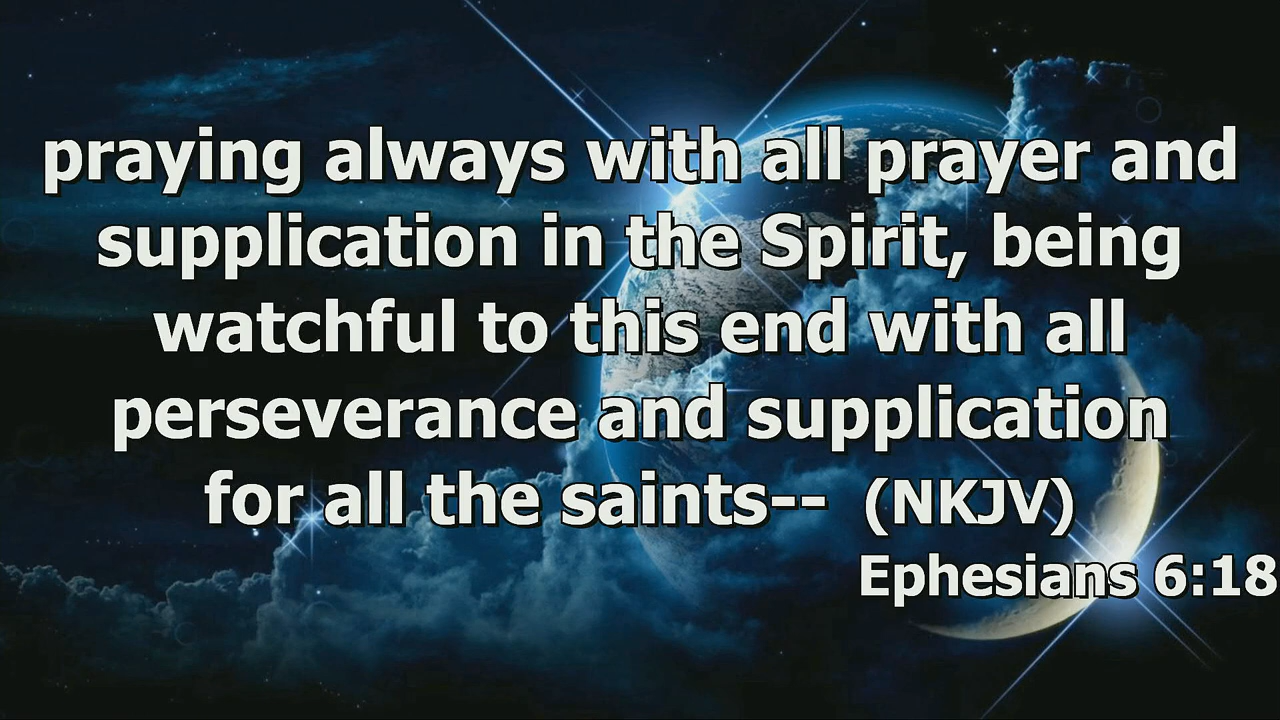 praying always with all prayer and
supplication in the Spirit, being
watchful to this end with all
perseverance and supplication
for all the saints-- (NKJV)
Ephesians 6:18